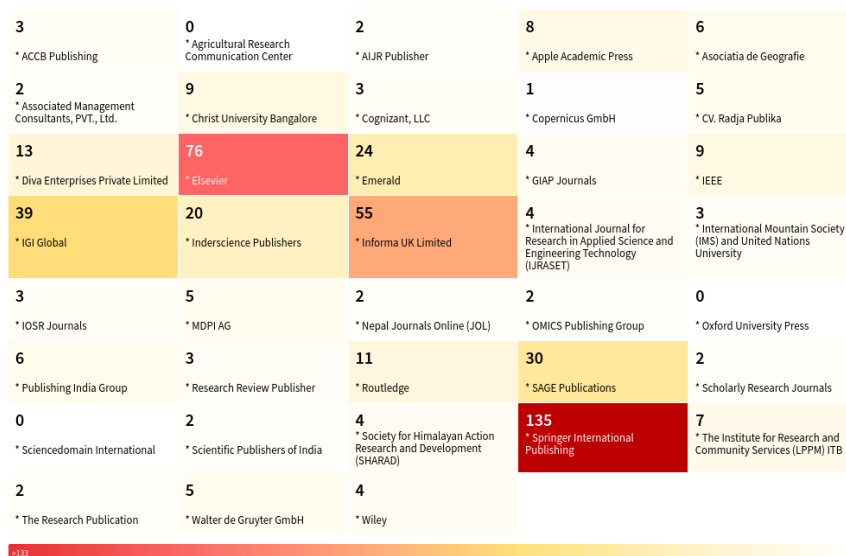 3
* ACCB Publishing
0
* Agricultural Research
Communication Center
2
* AIJR Publisher
8
* Apple Academic Press
6
* Asociatia de Geografie
2
* Associated Management
Consultants, PVT., Ltd.
9
* Christ University Bangalore
3
* Cognizant, LLC
1
* Copernicus GmbH
5
* CV. Radja Publika
13
* Diva Enterprises Private Limited
76
* Elsevier
24
* Emerald
4
* GIAP Journals
9
* IEEE
39
* IGI Global
20
* Inderscience Publishers
55
* Informa UK Limited
4
* International Journal for
Research in Applied Science and
Engineering Technology
(IJRASET)
3
* International Mountain Society
(IMS) and United Nations
University
3
* IOSR Journals
5
* MDPI AG
2
* Nepal Journals Online (JOL)
2
* OMICS Publishing Group
0
* Oxford University Press
6
* Publishing India Group
3
* Research Review Publisher
11
* Routledge
30
* SAGE Publications
2
* Scholarly Research Journals
0
* Sciencedomain International
2
* Scientific Publishers of India
4
* Society for Himalayan Action
Research and Development
(SHARAD)
135
* Springer International
Publishing
7
* The Institute for Research and
Community Services (LPPM) ITB
2
* The Research Publication
5
* Walter de Gruyter GmbH
4
* Wiley
>133